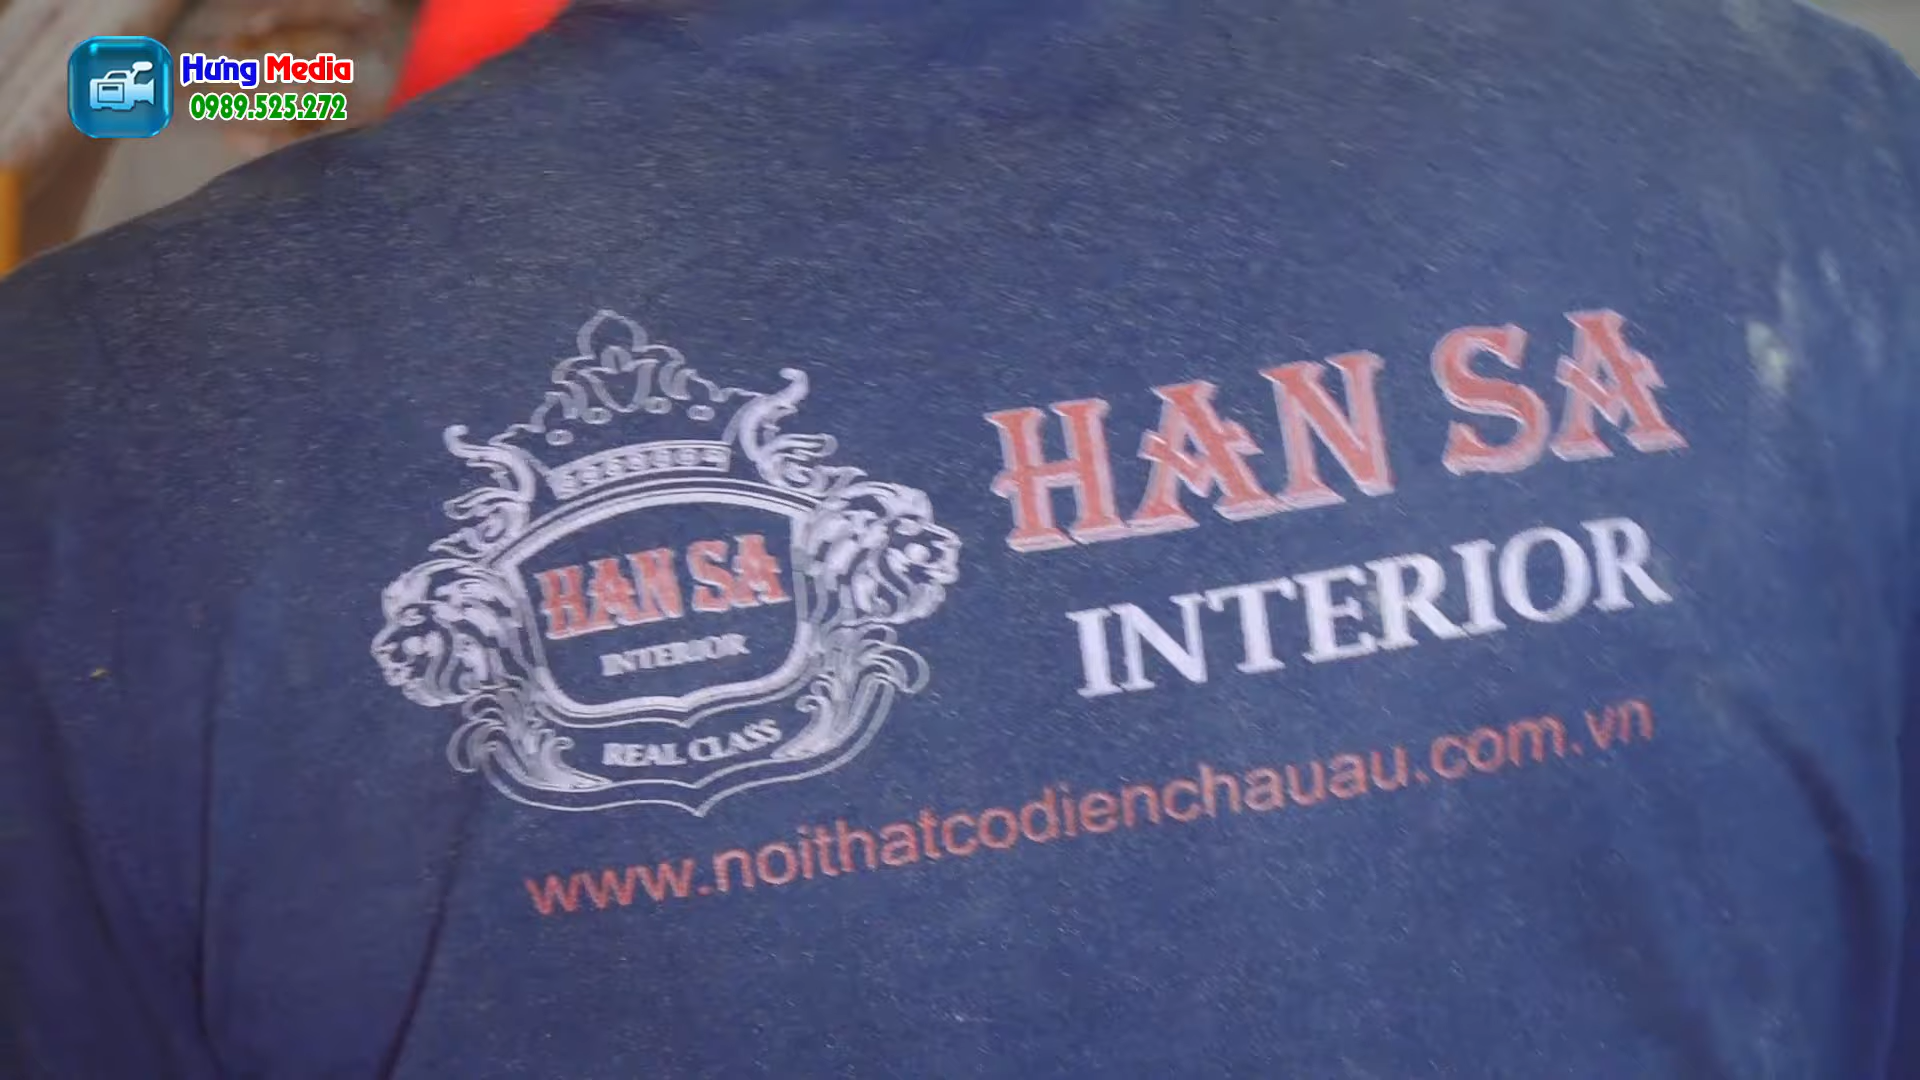 Hưng Media
0989.525.272
HAN SA
INTERIOR
REAL CLASS
HAN SA
INTERIOR
www.noithatcodienchauau.com.vn